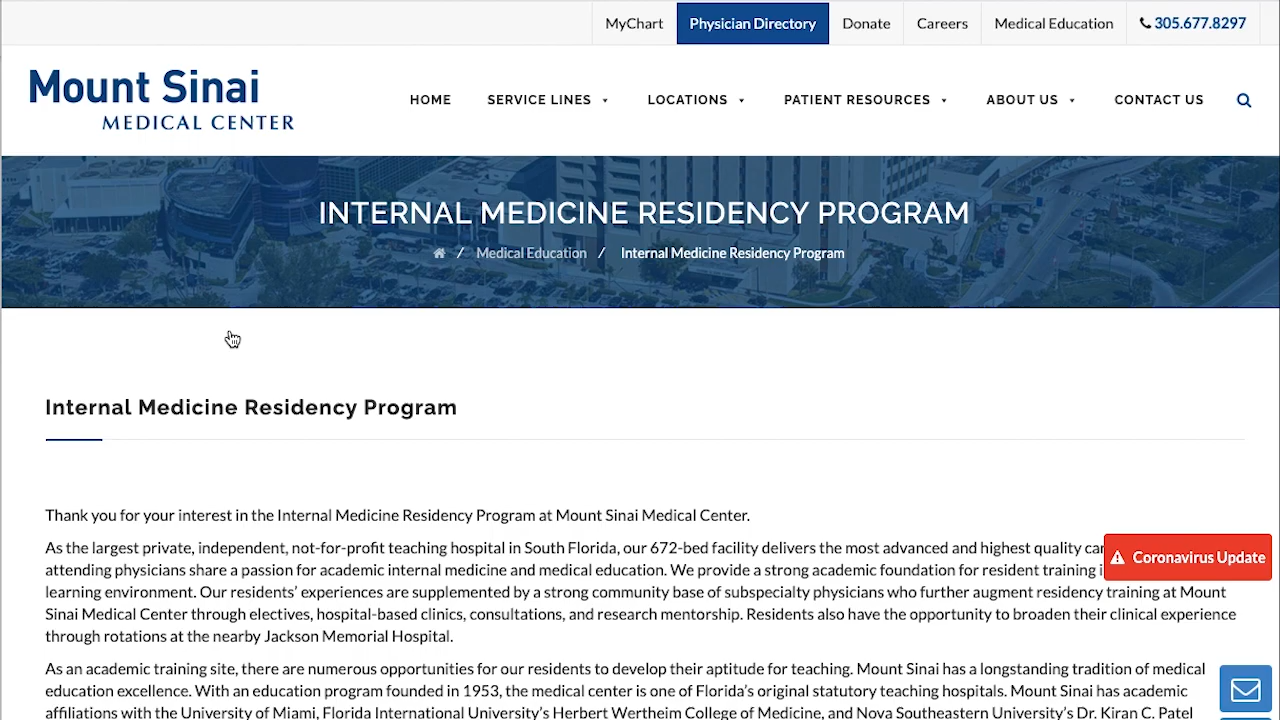 MyChart Physician Directory Donate Careers Medical Education 305.677.8297
Mount Sinai
MEDICAL CENTER
HOME SERVICE LINES LOCATIONS PATIENT RESOURCES ABOUT US CONTACT US
INTERNAL MEDICINE RESIDENCY PROGRAM
/ Medical Education / Internal Medicine Residency Program
Internal Medicine Residency Program
Thank you for your interest in the Internal Medicine Residency Program at Mount Sinai Medical Center.
As the largest private, independent, not-for-profit teaching hospital in South Florida, our 672-bed facility delivers the most advanced and highest quality
attending physicians share a passion for academic internal medicine and medical education. We provide a strong academic foundation for resident training
Coronavirus Update
learning environment. Our residents’ experiences are supplemented by a strong community base of subspecialty physicians who further augment residency training at Mount
Sinai Medical Center through electives, hospital-based clinics, consultations, and research mentorship. Residents also have the opportunity to broaden their clinical experience
through rotations at the nearby Jackson Memorial Hospital.
As an academic training site, there are numerous opportunities for our residents to develop their aptitude for teaching. Mount Sinai has a longstanding tradition of medical
education excellence. With an education program founded in 1953, the medical center is one of Florida’s original statutory teaching hospitals. Mount Sinai has academic
affiliations with the University of Miami, Florida International University’s Herbert Wertheim College of Medicine, and Nova Southeastern University’s Dr. Kiran C. Patel